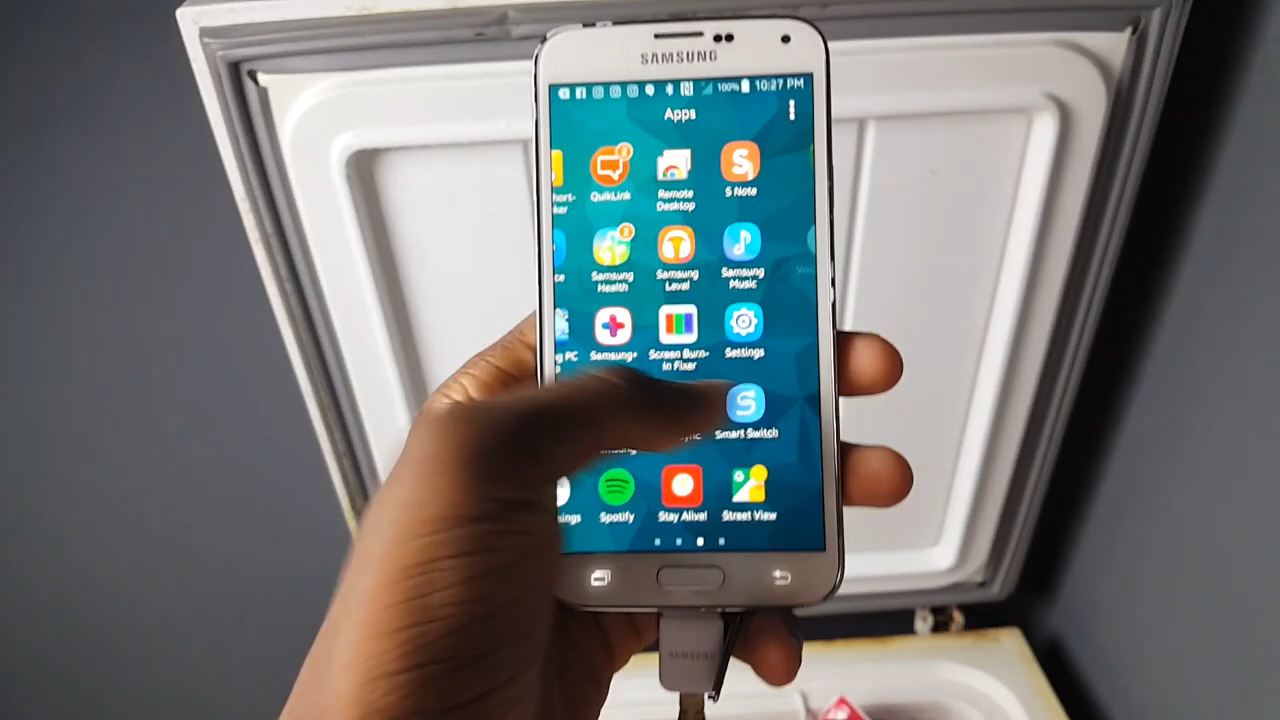 SAMSUNG
100% 10:27 PM
Apps
QuikLink
Remote
Desktop
S Note
Samsung
Health
Samsung
Level
Samsung
Music
PC
Samsung+
Screen Burn-
in Fixer
Settings
Smart Switch
Spotify
Stay Alive!
Street View
SAMSUNG